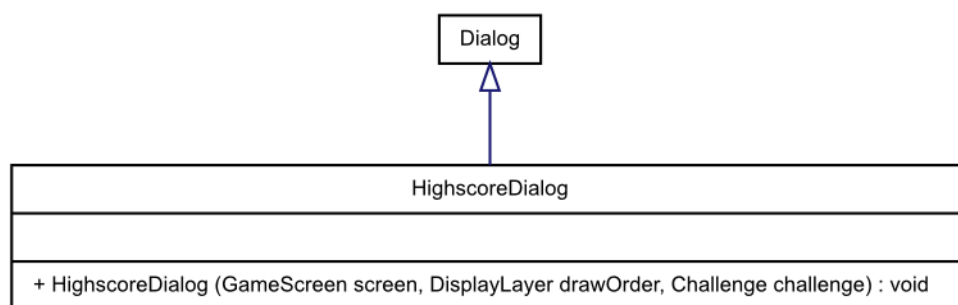 Dialog
HighscoreDialog
+ HighscoreDialog (GameScreen screen, DisplayLayer drawOrder, Challenge challenge) : void